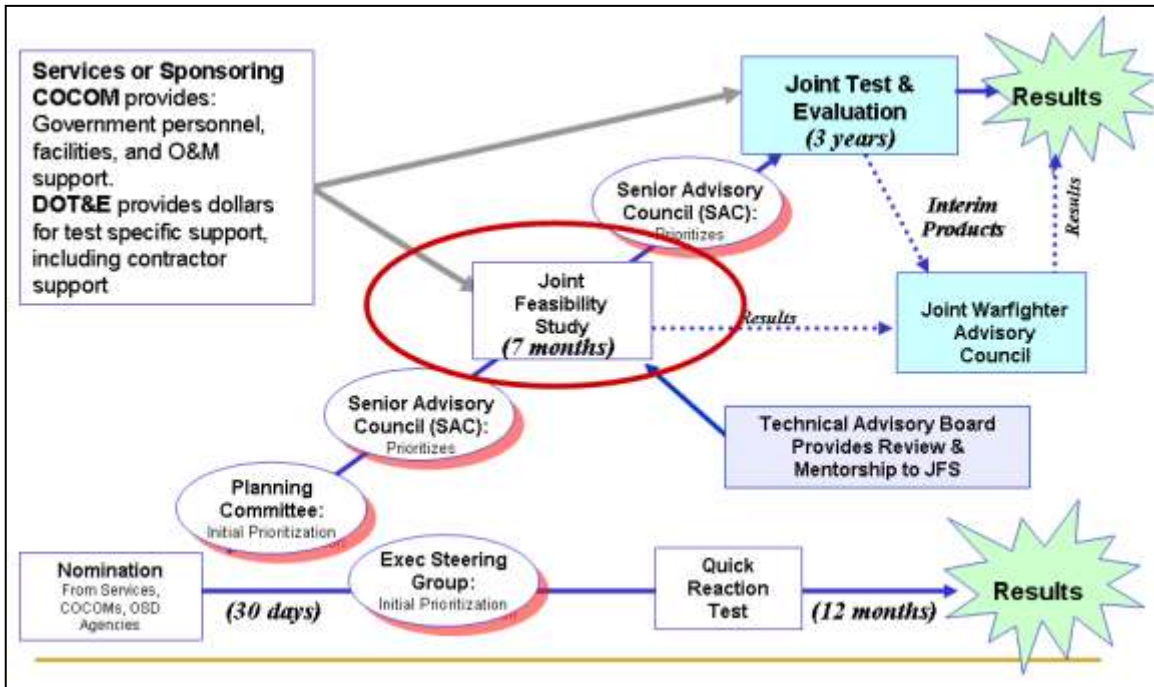 Services or Sponsoring
COCOM provides:
Government personnel,
facilities, and O&M
support.
DOT&E provides dollars
for test specific support,
including contractor
support
Joint Test &
Evaluation
(3 years)
Results
Senior Advisory
Council (SAC):
Prioritizes
Interim
Products
Results
Joint
Feasibility
Study
(7 months)
Results
Joint Warfighter
Advisory
Council
Senior Advisory
Council (SAC):
Prioritizes
Technical Advisory Board
Provides Review &
Mentorship to JFS
Planning
Committee:
Initial Prioritization
Nomination
From Services,
COCOMs, OSD
Agencies
(30 days)
Exec Steering
Group:
Initial Prioritization
Quick
Reaction
Test
(12 months)
Results